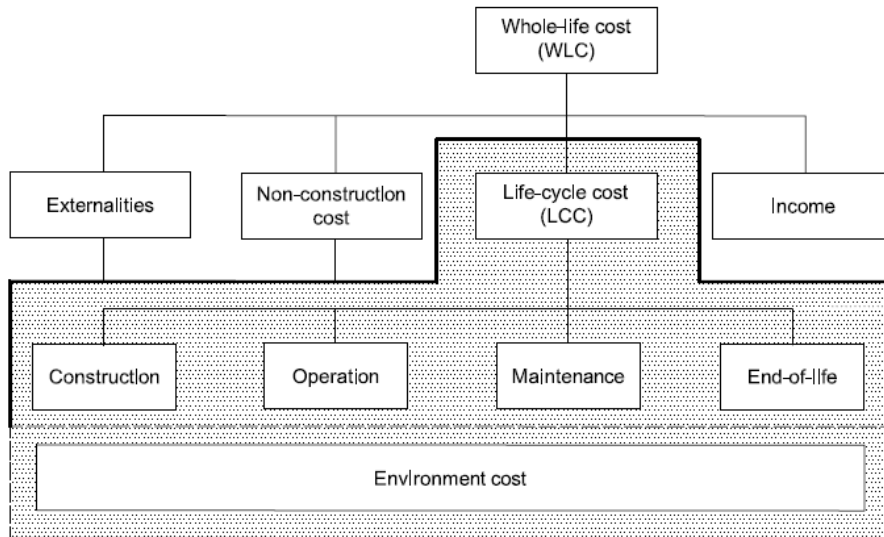 Whole-life cost
(WLC)
Externalities
Non-construction
cost
Life-cycle cost
(LCC)
Income
Construction
Operation
Maintenance
End-of-life
Environment cost